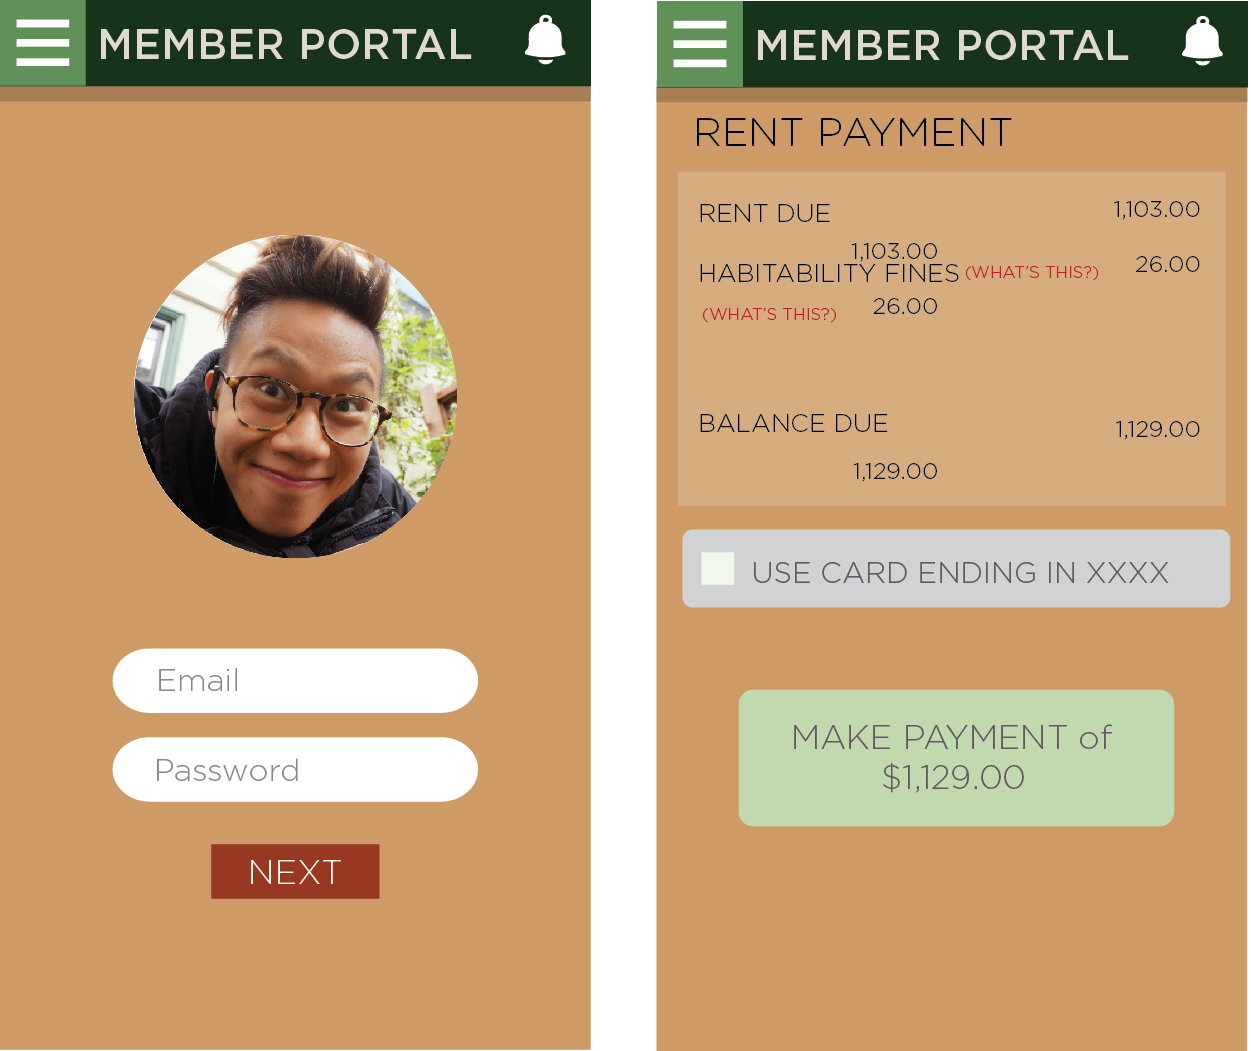 MEMBER PORTAL
Email
Password
NEXT
MEMBER PORTAL
RENT PAYMENT
RENT DUE 1,103.00
1,103.00
HABITABILITY FINES (WHAT'S THIS?) 26.00
(WHAT'S THIS?) 26.00
BALANCE DUE 1,129.00
1,129.00
USE CARD ENDING IN XXXX
MAKE PAYMENT of
$1,129.00